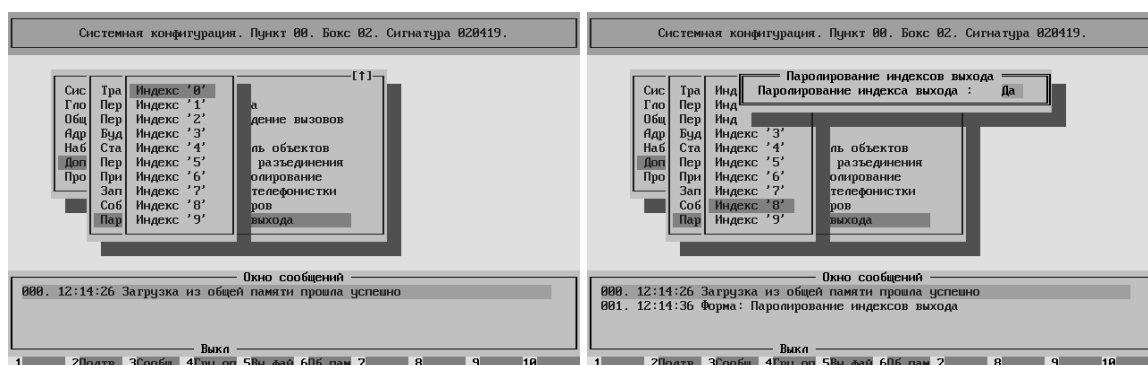 Системная конфигурация. Пункт 00. Бокс 02. Сигнатура 020419.
[↑]
Сис Тра Индекс '0'
Гло Пер Индекс '1' а
Общ Пер Индекс '2' дение вызовов
Адр Буд Индекс '3'
Наб Ста Индекс '4' ль объектов
Доп Пер Индекс '5' разъединения
Про При Индекс '6' олирование
Зап Индекс '7' телефонистки
Соб Индекс '8' ров
Пар Индекс '9' выхода
Окно сообщений
000. 12:14:26 Загрузка из общей памяти прошла успешно
Выкл
1 2Подтв 3Сообщ 4Гру оп 5Вы фай 6Об пам 7 8 9 10
Системная конфигурация. Пункт 00. Бокс 02. Сигнатура 020419.
Паролирование индексов выхода
Сис Тра Инд Паролирование индекса выхода : Да
Гло Пер Инд
Общ Пер Инд
Адр Буд Индекс '3'
Наб Ста Индекс '4' ль объектов
Доп Пер Индекс '5' разъединения
Про При Индекс '6' олирование
Зап Индекс '7' телефонистки
Соб Индекс '8' ров
Пар Индекс '9' выхода
Окно сообщений
000. 12:14:26 Загрузка из общей памяти прошла успешно
001. 12:14:36 Форма: Паролирование индексов выхода
Выкл
1 2Подтв 3Сообщ 4Гру оп 5Вы фай 6Об пам 7 8 9 10